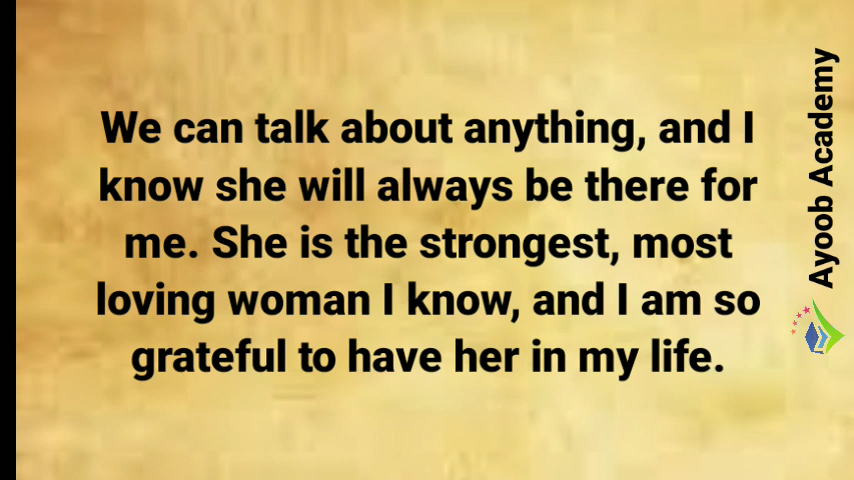 We can talk about anything, and I
know she will always be there for
me. She is the strongest, most
loving woman I know, and I am so
grateful to have her in my life.
Ayoob Academy